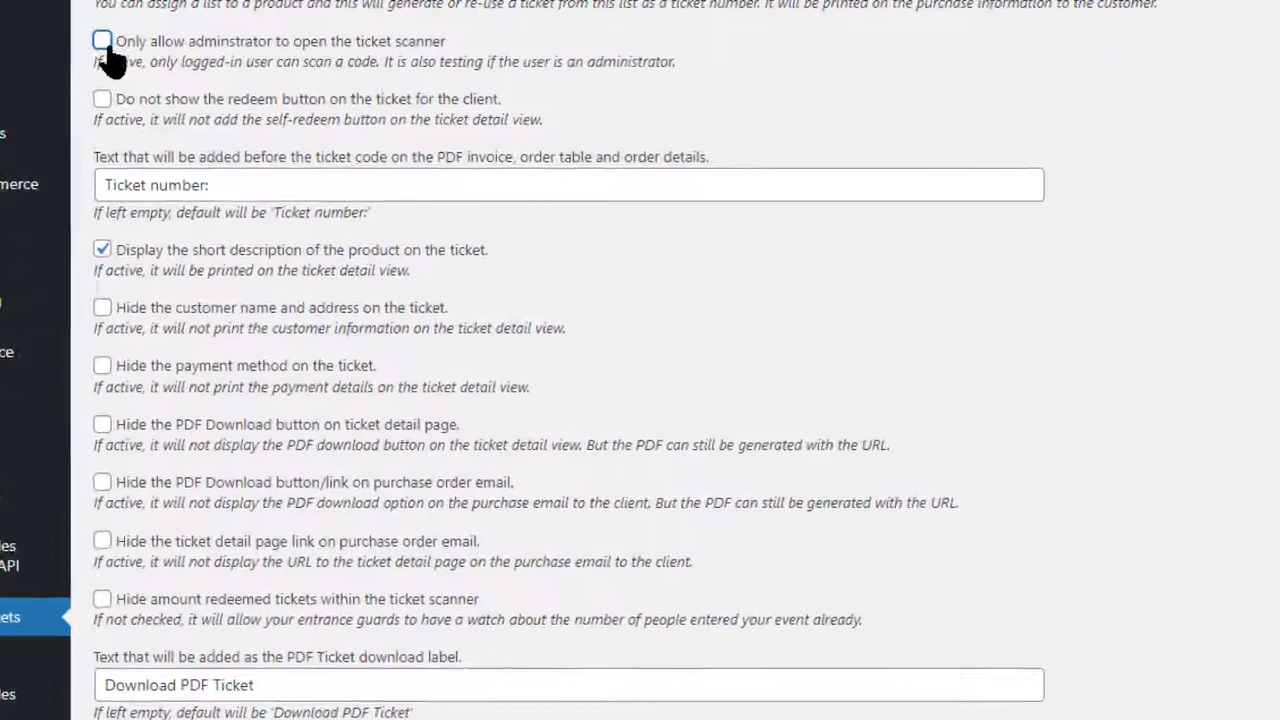 You can assign a list to a product and this will generate or re-use a ticket from this list as a ticket number. It will be printed on the purchase information to the customer.
Only allow adminstrator to open the ticket scanner
If ve, only logged-in user can scan a code. It is also testing if the user is an administrator.
Do not show the redeem button on the ticket for the client.
If active, it will not add the self-redeem button on the ticket detail view.
Text that will be added before the ticket code on the PDF invoice, order table and order details.
Ticket number:
If left empty, default will be 'Ticket number:'
Display the short description of the product on the ticket.
If active, it will be printed on the ticket detail view.
Hide the customer name and address on the ticket.
If active, it will not print the customer information on the ticket detail view.
Hide the payment method on the ticket.
If active, it will not print the payment details on the ticket detail view.
Hide the PDF Download button on ticket detail page.
If active, it will not display the PDF download button on the ticket detail view. But the PDF can still be generated with the URL.
Hide the PDF Download button/link on purchase order email.
If active, it will not display the PDF download option on the purchase email to the client. But the PDF can still be generated with the URL.
Hide the ticket detail page link on purchase order email.
If active, it will not display the URL to the ticket detail page on the purchase email to the client.
Hide amount redeemed tickets within the ticket scanner
If not checked, it will allow your entrance guards to have a watch about the number of people entered your event already.
Text that will be added as the PDF Ticket download label.
Download PDF Ticket
If left empty, default will be 'Download PDF Ticket'
s
merce
ce
les
API
ets
les